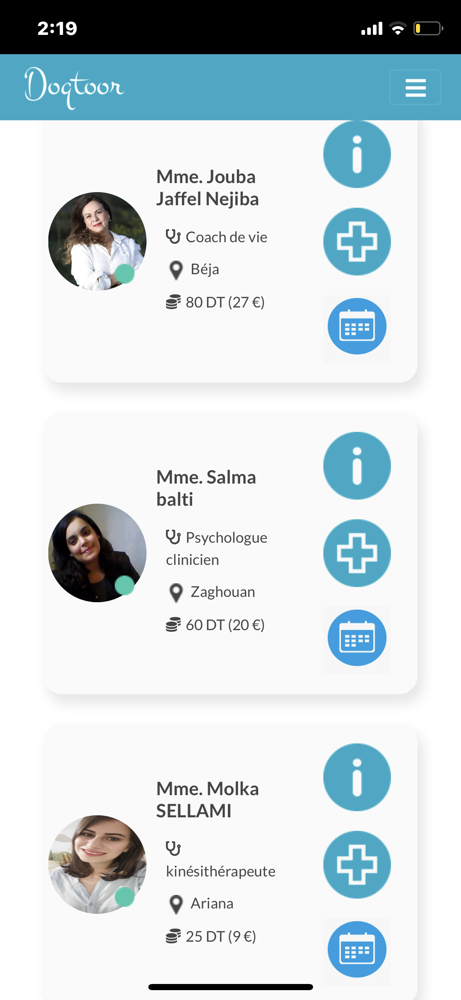 2:19
Doqtoor
Mme. Jouba
Jaffel Nejiba
Coach de vie
Béja
80 DT (27 €)
Mme. Salma
balti
Psychologue
clinicien
Zaghouan
60 DT (20 €)
Mme. Molka
SELLAMI
kinésithérapeute
Ariana
25 DT (9 €)